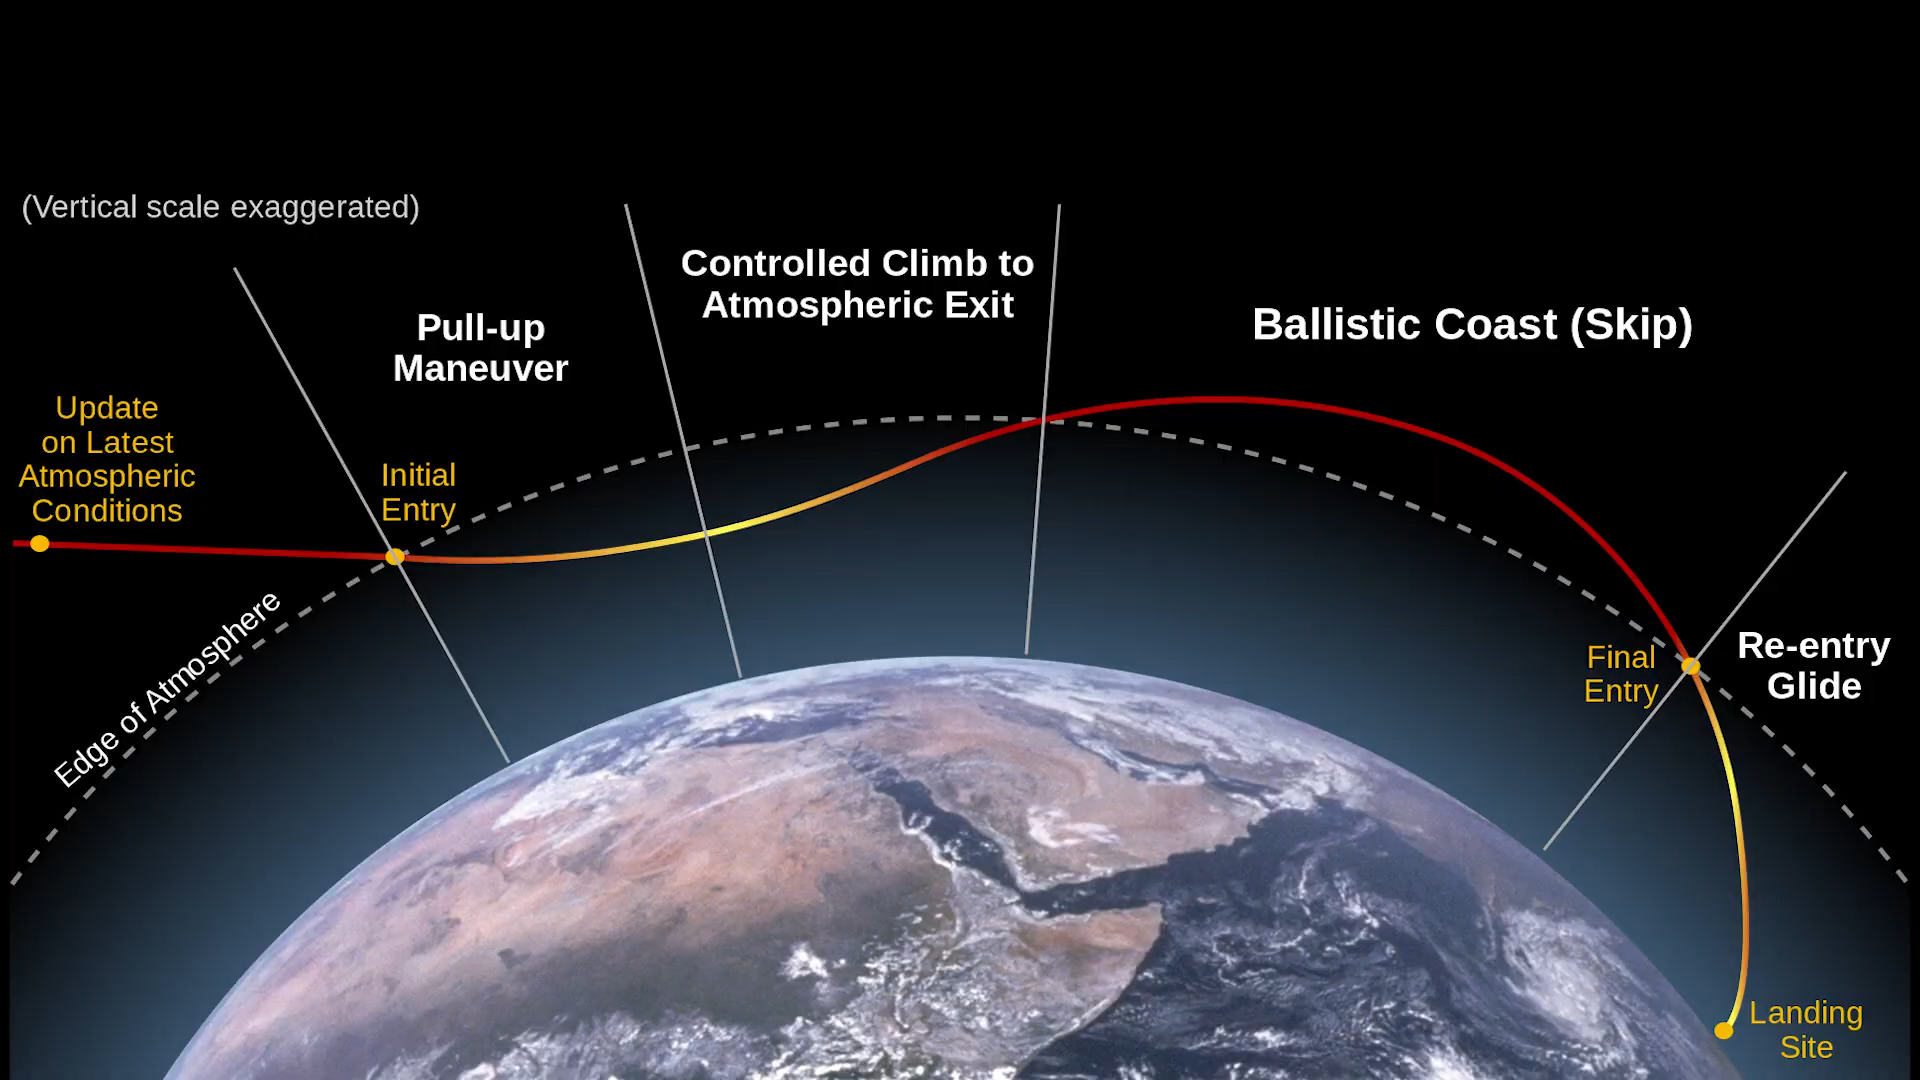 (Vertical scale exaggerated)
Pull-up
Maneuver
Controlled Climb to
Atmospheric Exit
Ballistic Coast (Skip)
Update
on Latest
Atmospheric
Conditions
Initial
Entry
Edge of Atmosphere
Final
Entry
Re-entry
Glide
Landing
Site